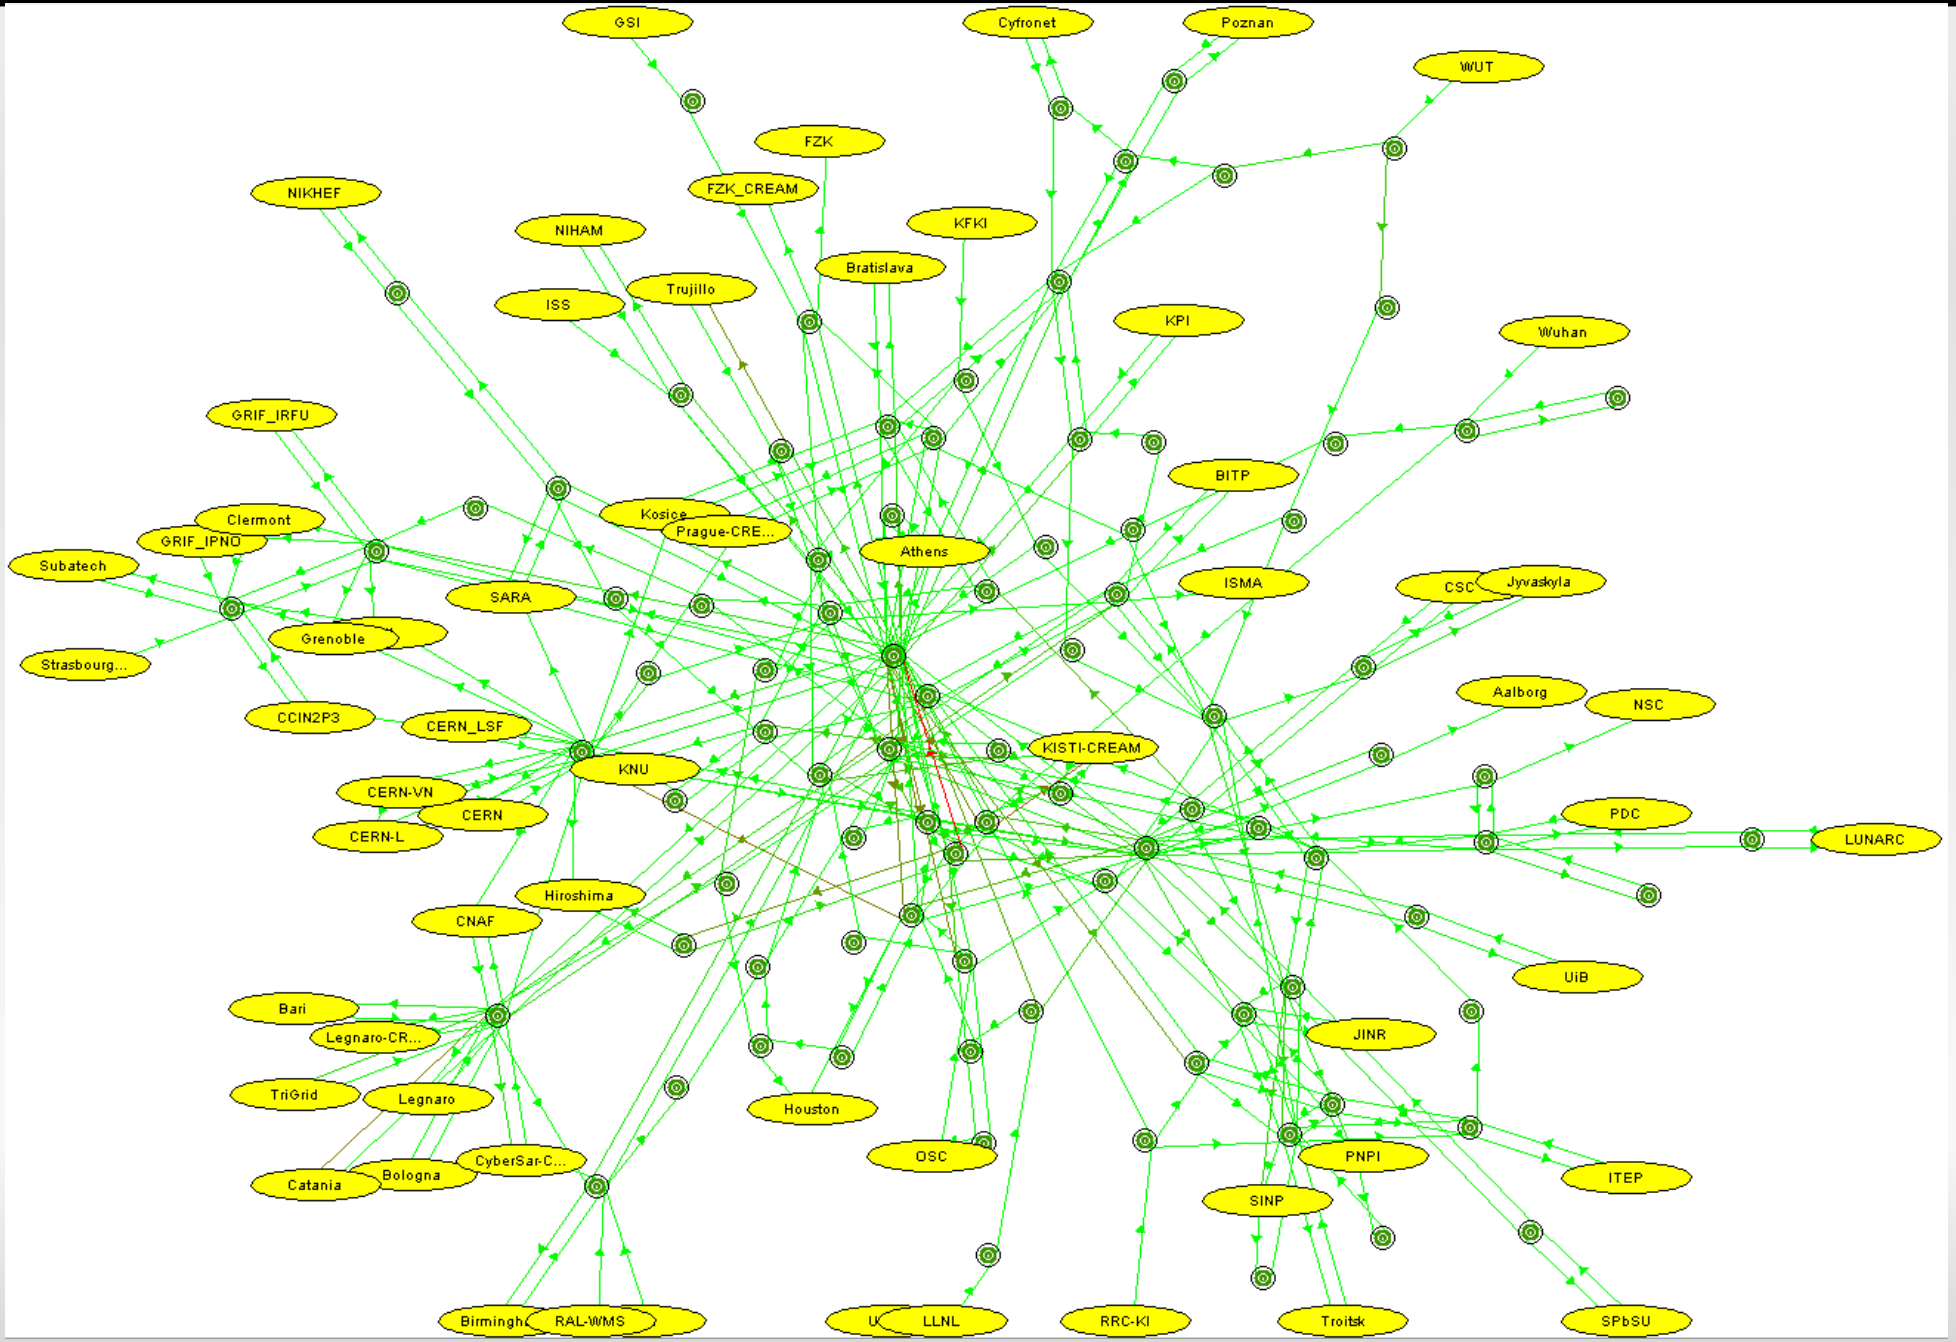 GSI
Cyfronet
Poznan
WUT
FZK
FZK_CREAM
NIKHEF
KFKI
NIHAM
Bratislava
Trujillo
ISS
KPI
Wuhan
GRIF_IRFU
BITP
Kosice
Clermont
Prague-CRE...
GRIF_IPNO
Athens
Subatech
ISMA
CSC
Jyvaskyla
SARA
Grenoble
Strasbourg...
Aalborg
NSC
CCIN2P3
CERN_LSF
KISTI-CREAM
KNU
CERN-VN
CERN
PDC
CERN-L
LUNARC
Hiroshima
CNAF
UiB
Bari
Legnaro-CR...
JINR
TriGrid
Legnaro
Houston
OSC
PNPI
CyberSar-C...
Bologna
Catania
ITEP
SINP
Birmingh
RAL-WMS
U
LLNL
RRC-KI
Troitsk
SPbSU